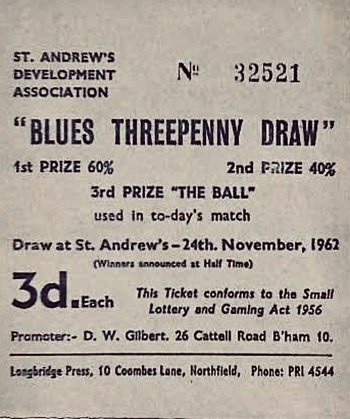 ST. ANDREW'S
DEVELOPMENT
ASSOCIATION
Nº 32521
"BLUES THREEPENNY DRAW"
1st PRIZE 60% 2nd PRIZE 40%
3rd PRIZE "THE BALL"
used in to-day's match
Draw at St. Andrew's-24th. November, 1962
(Winners announced at Half Time)
3d. Each
This Ticket conforms to the Small
Lottery and Gaming Act 1956
Promoter:- D. W. Gilbert. 26 Cattell Road B'ham 10.
Longbridge Press, 10 Coombes Lane, Northfield, Phone: PRI 4544